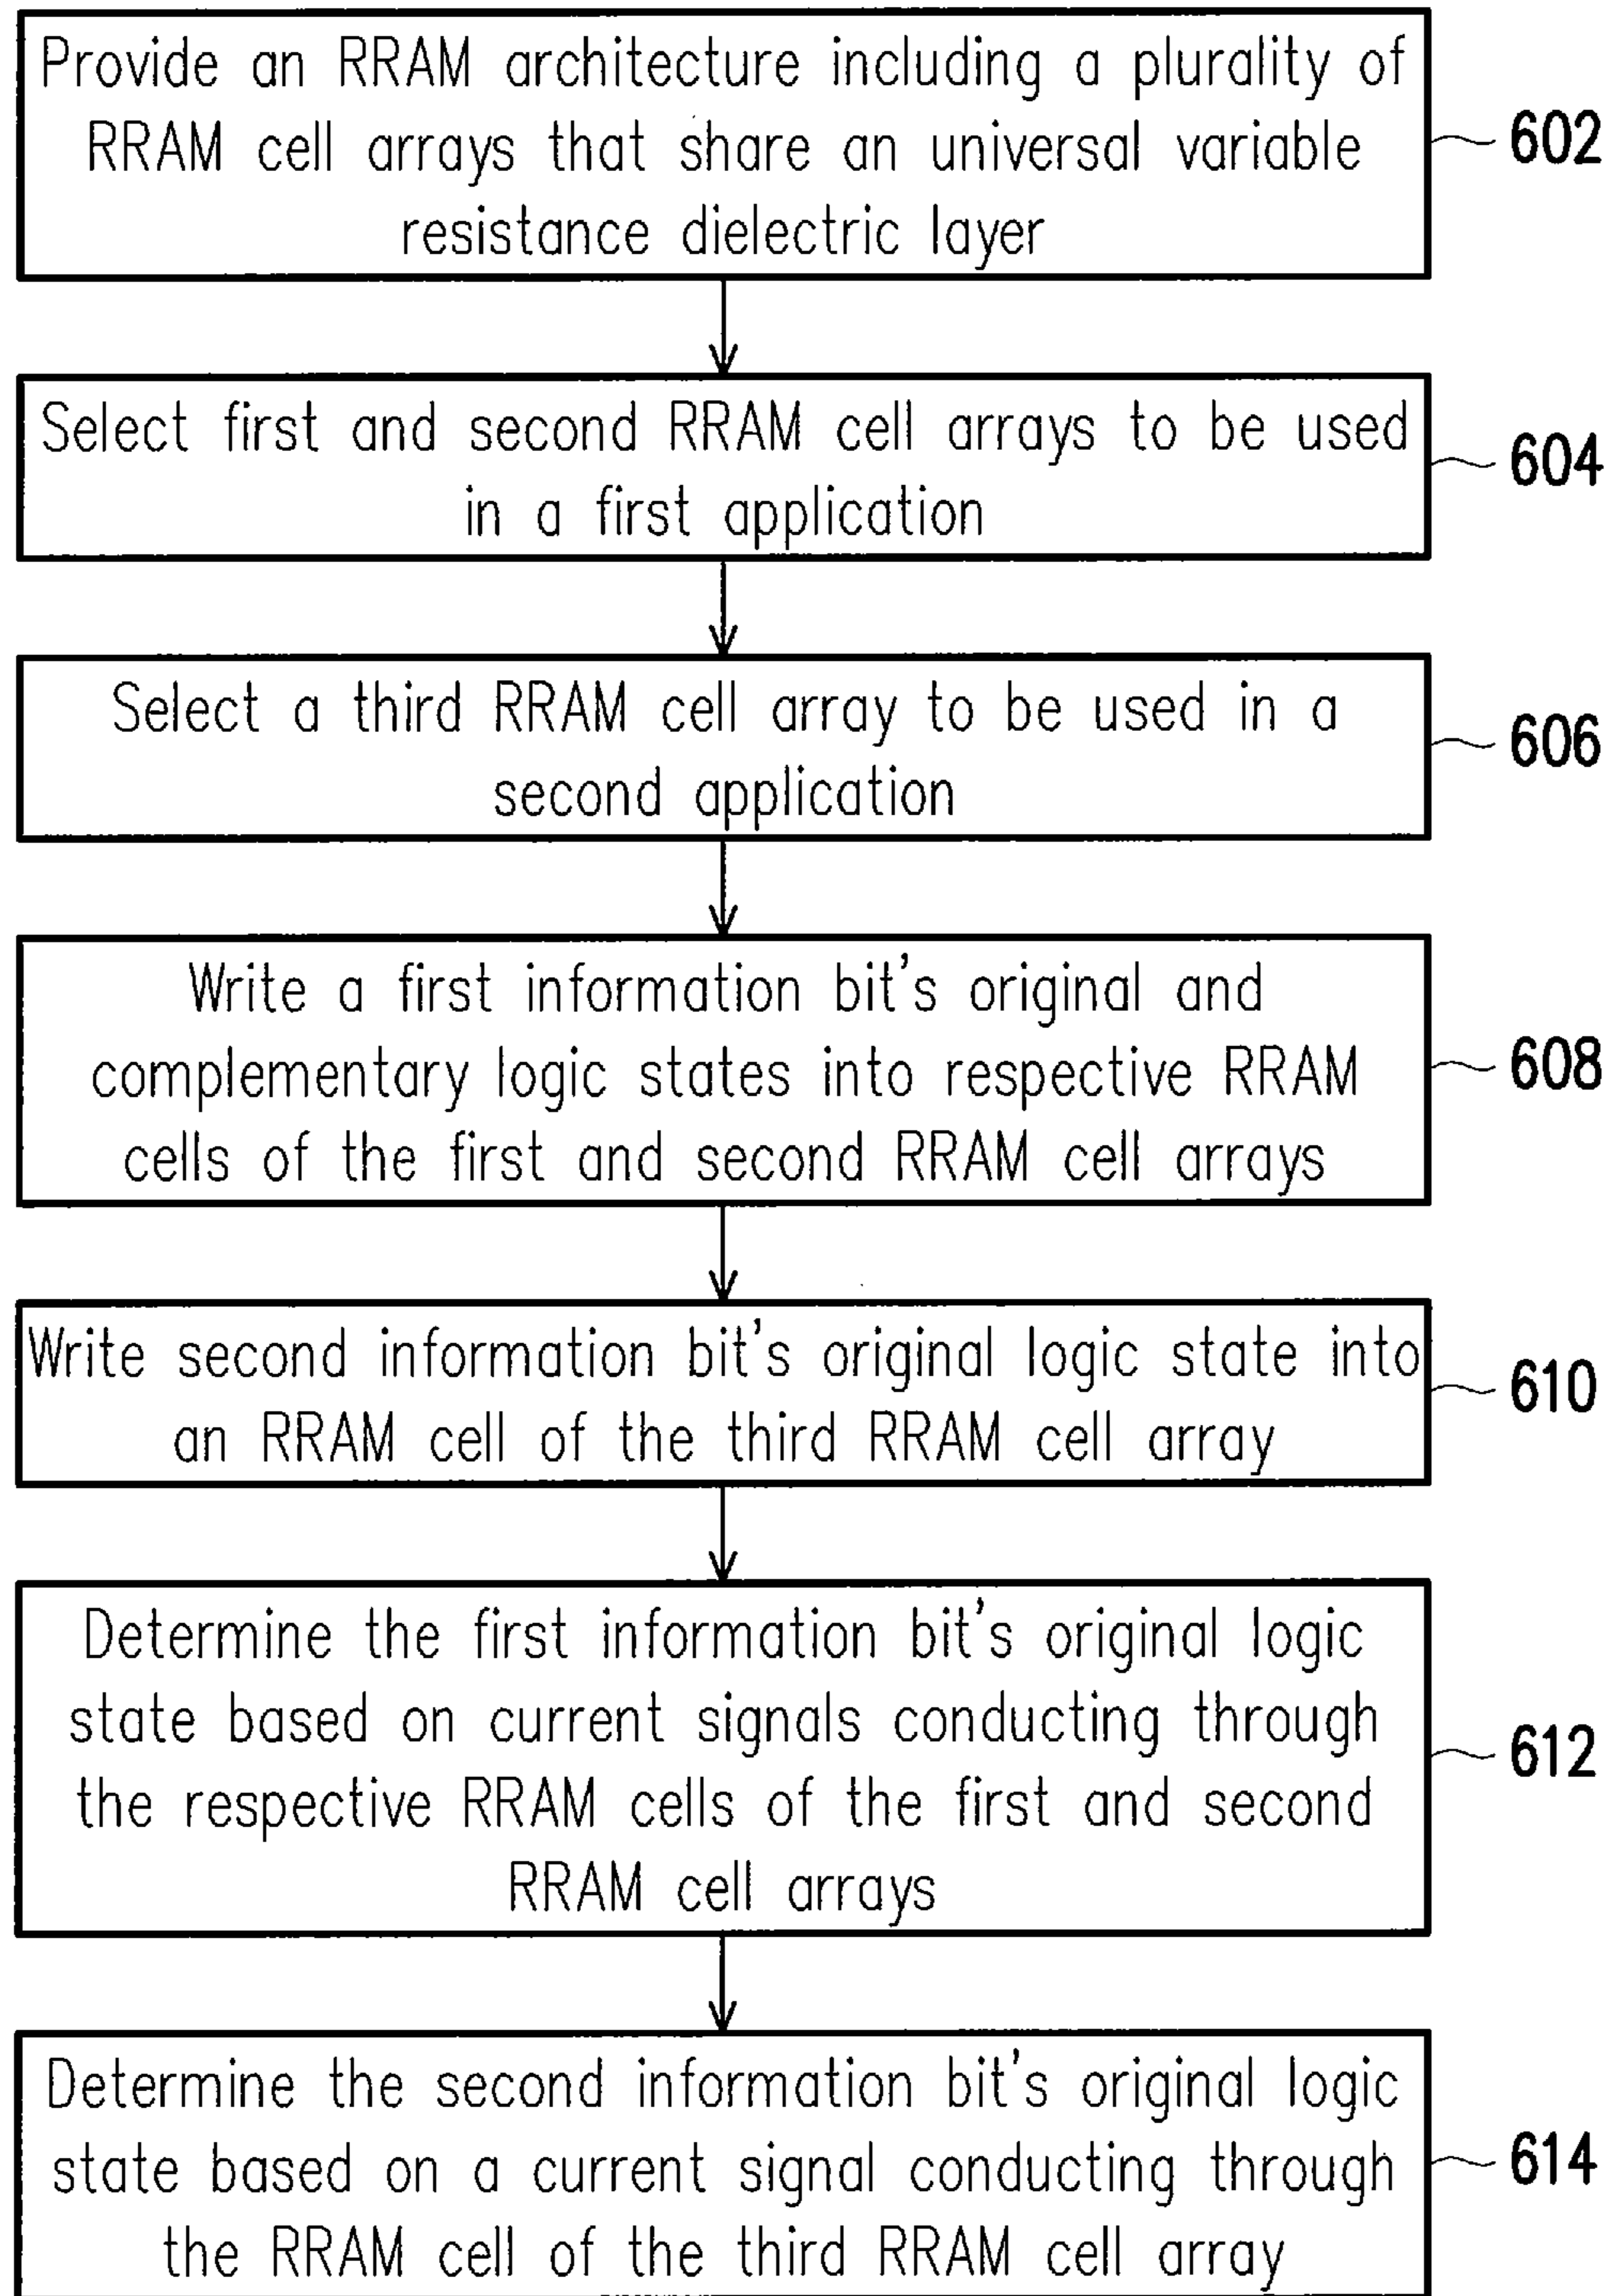 Provide an RRAM architecture including a plurality of
RRAM cell arrays that share an universal variable
resistance dielectric layer
602
Select first and second RRAM cell arrays to be used
in a first application
604
Select a third RRAM cell array to be used in a
second application
606
Write a first information bit's original and
complementary logic states into respective RRAM
cells of the first and second RRAM cell arrays
608
Write second information bit's original logic state into
an RRAM cell of the third RRAM cell array
610
Determine the first information bit's original logic
state based on current signals conducting through
the respective RRAM cells of the first and second
RRAM cell arrays
612
Determine the second information bit's original logic
state based on a current signal conducting through
the RRAM cell of the third RRAM cell array
614